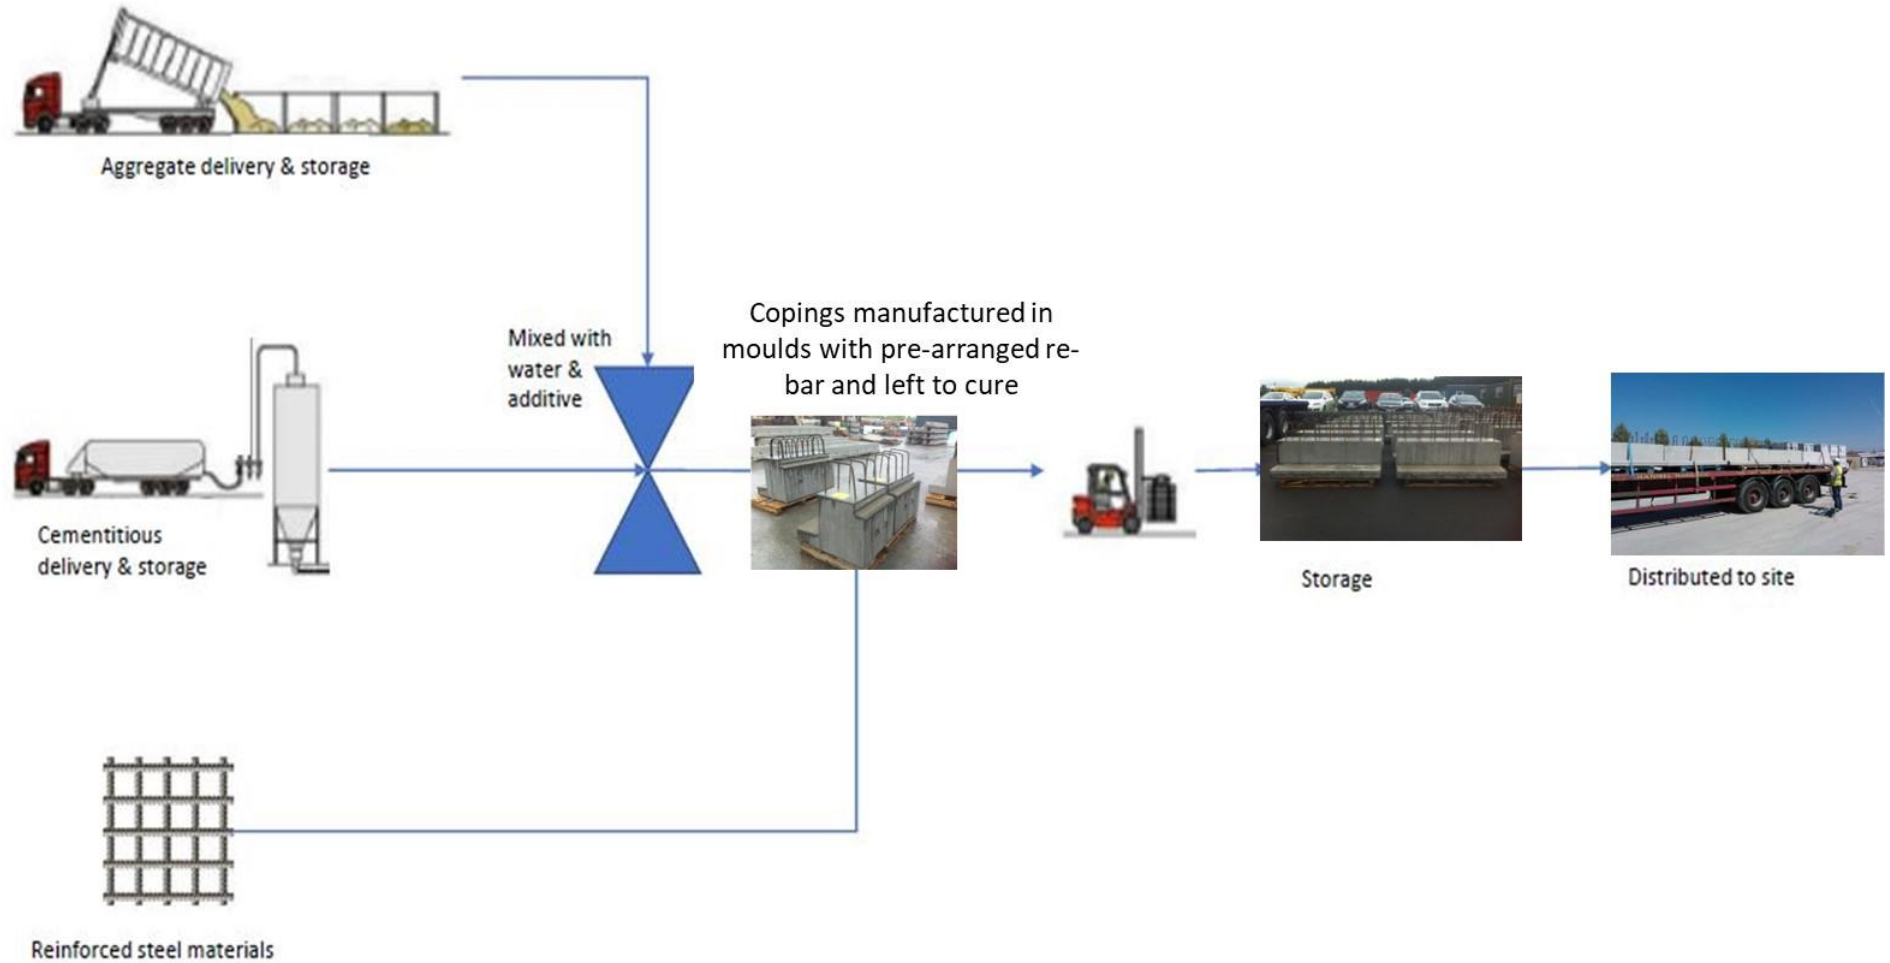 Aggregate delivery & storage
Mixed with
water &
additive
Copings manufactured in
moulds with pre-arranged re-
bar and left to cure
Cementitious
delivery & storage
Storage
Distributed to site
Reinforced steel materials